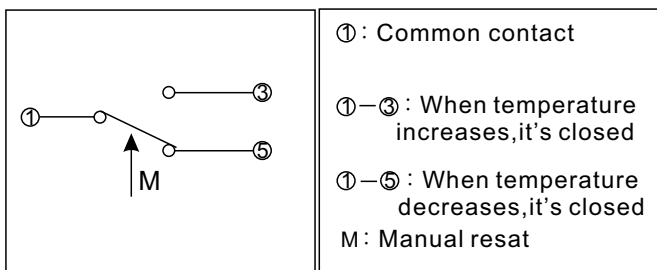 ①
③
⑤
M
①: Common contact
①–③: When temperature
increases,it's closed
①–⑤: When temperature
decreases,it's closed
M: Manual resat